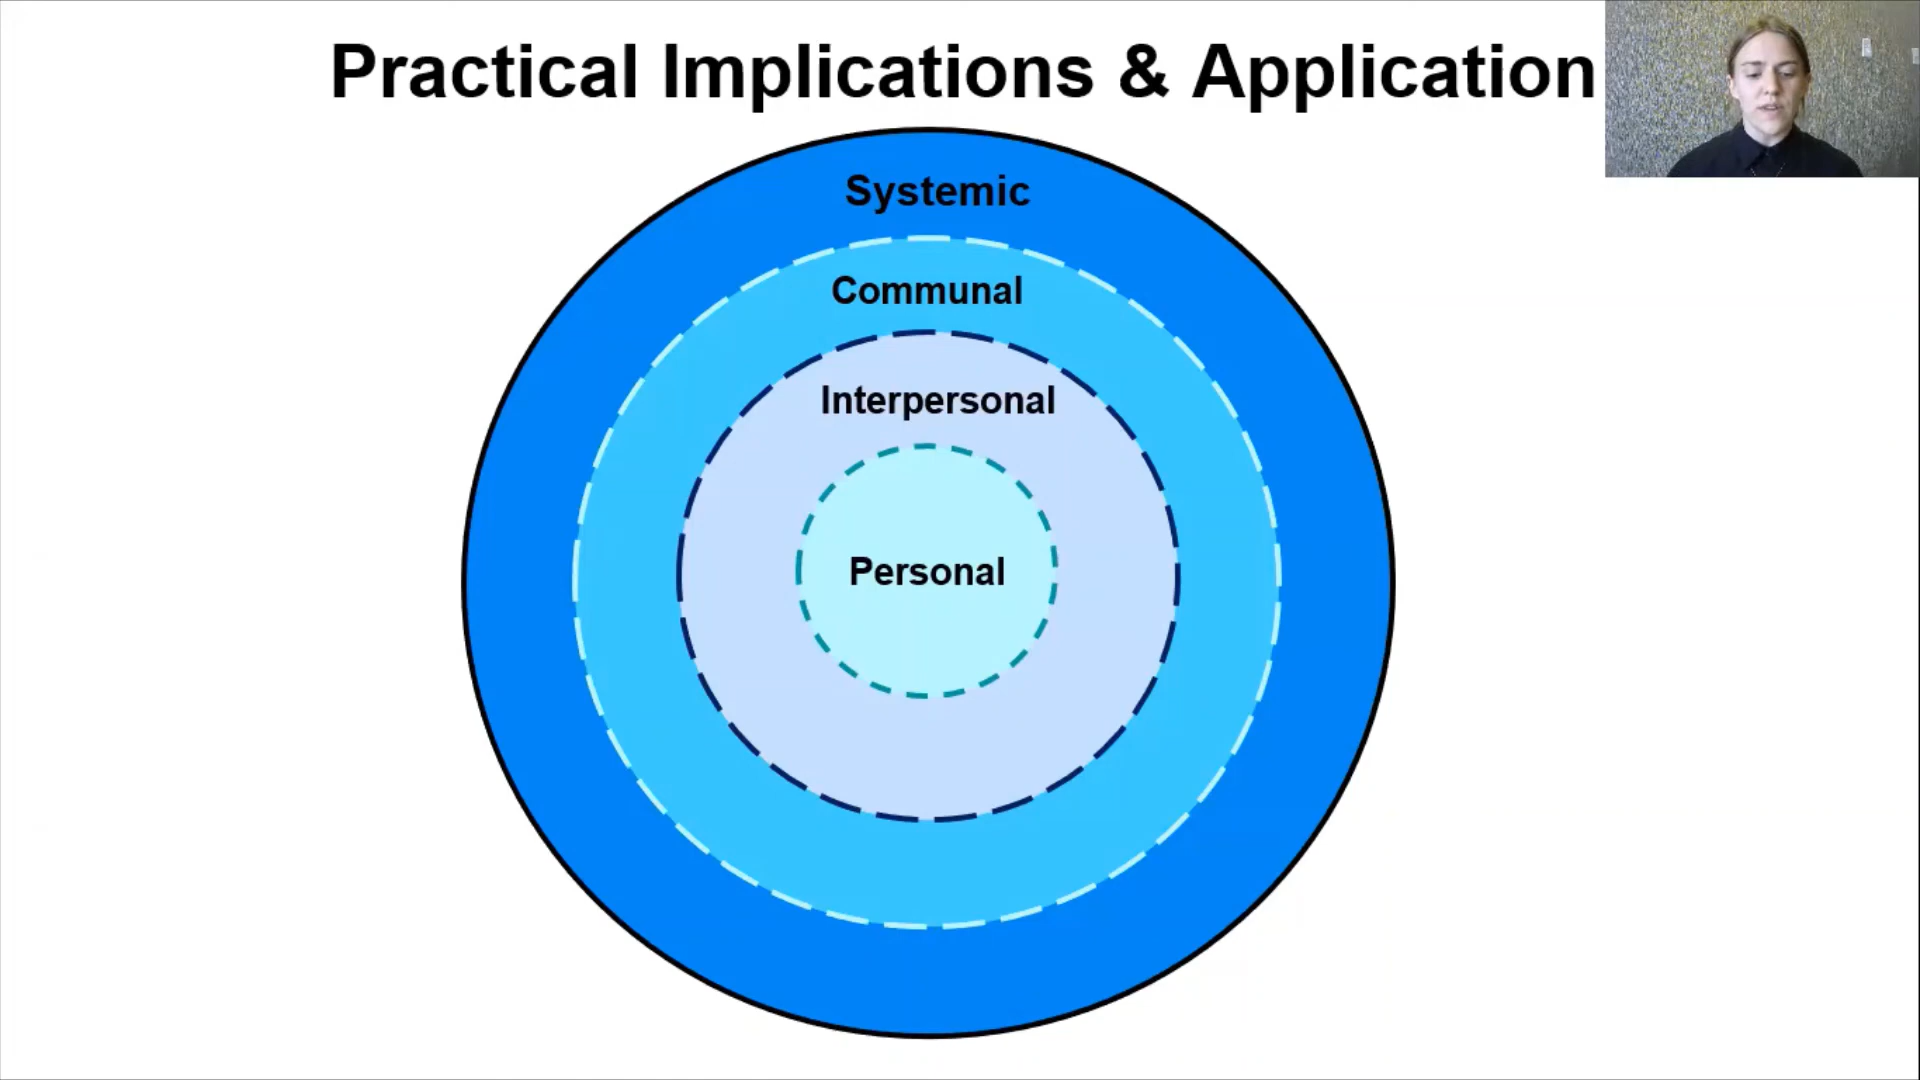 Practical Implications & Application
Systemic
Communal
Interpersonal
Personal